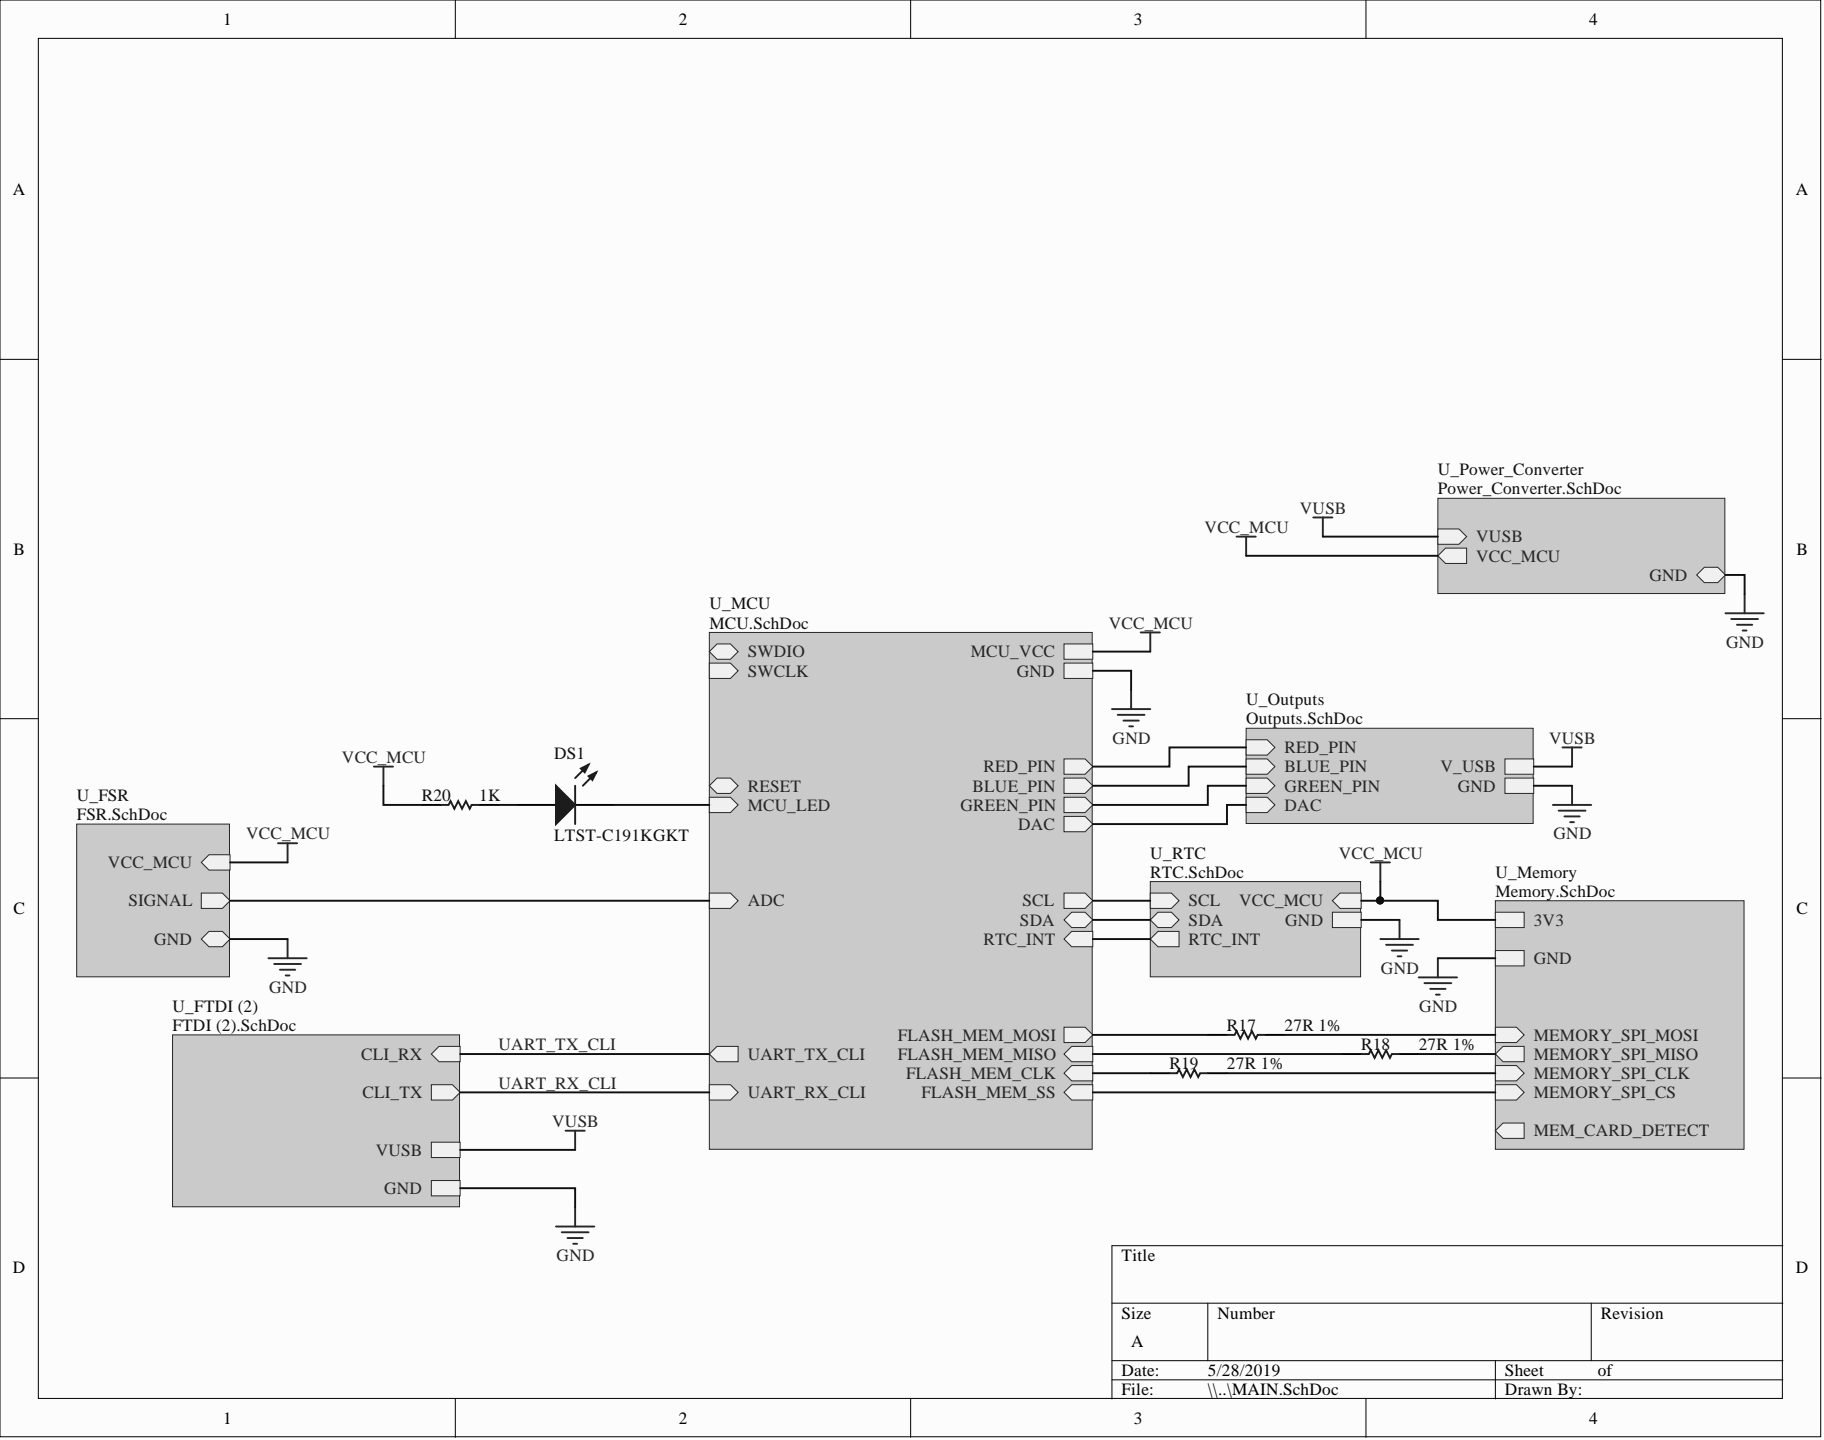 1 2 3 4
A A
B B
C C
D D
U_Power_Converter
Power_Converter.SchDoc
VUSB
VCC_MCU
VUSB
VCC_MCU
GND
GND
U_MCU
MCU.SchDoc
SWDIO
SWCLK
RESET
MCU_LED
ADC
UART_TX_CLI
UART_RX_CLI
MCU_VCC
GND
RED_PIN
BLUE_PIN
GREEN_PIN
DAC
SCL
SDA
RTC_INT
FLASH_MEM_MOSI
FLASH_MEM_MISO
FLASH_MEM_CLK
FLASH_MEM_SS
VCC_MCU
GND
U_Outputs
Outputs.SchDoc
RED_PIN
BLUE_PIN
GREEN_PIN
DAC
V_USB
GND
VUSB
GND
VCC_MCU
R20 1K
DS1
LTST-C191KGKT
U_FSR
FSR.SchDoc
VCC_MCU
SIGNAL
GND
VCC_MCU
GND
U_RTC
RTC.SchDoc
SCL
SDA
RTC_INT
VCC_MCU
GND
VCC_MCU
GND
GND
U_Memory
Memory.SchDoc
3V3
GND
MEMORY_SPI_MOSI
MEMORY_SPI_MISO
MEMORY_SPI_CLK
MEMORY_SPI_CS
MEM_CARD_DETECT
R17 27R 1%
R18 27R 1%
R19 27R 1%
U_FTDI (2)
FTDI (2).SchDoc
CLI_RX
CLI_TX
VUSB
GND
UART_TX_CLI
UART_RX_CLI
VUSB
GND
Title
Size Number Revision
A
Date: 5/28/2019 Sheet of
File: \\..\MAIN.SchDoc Drawn By:
1 2 3 4